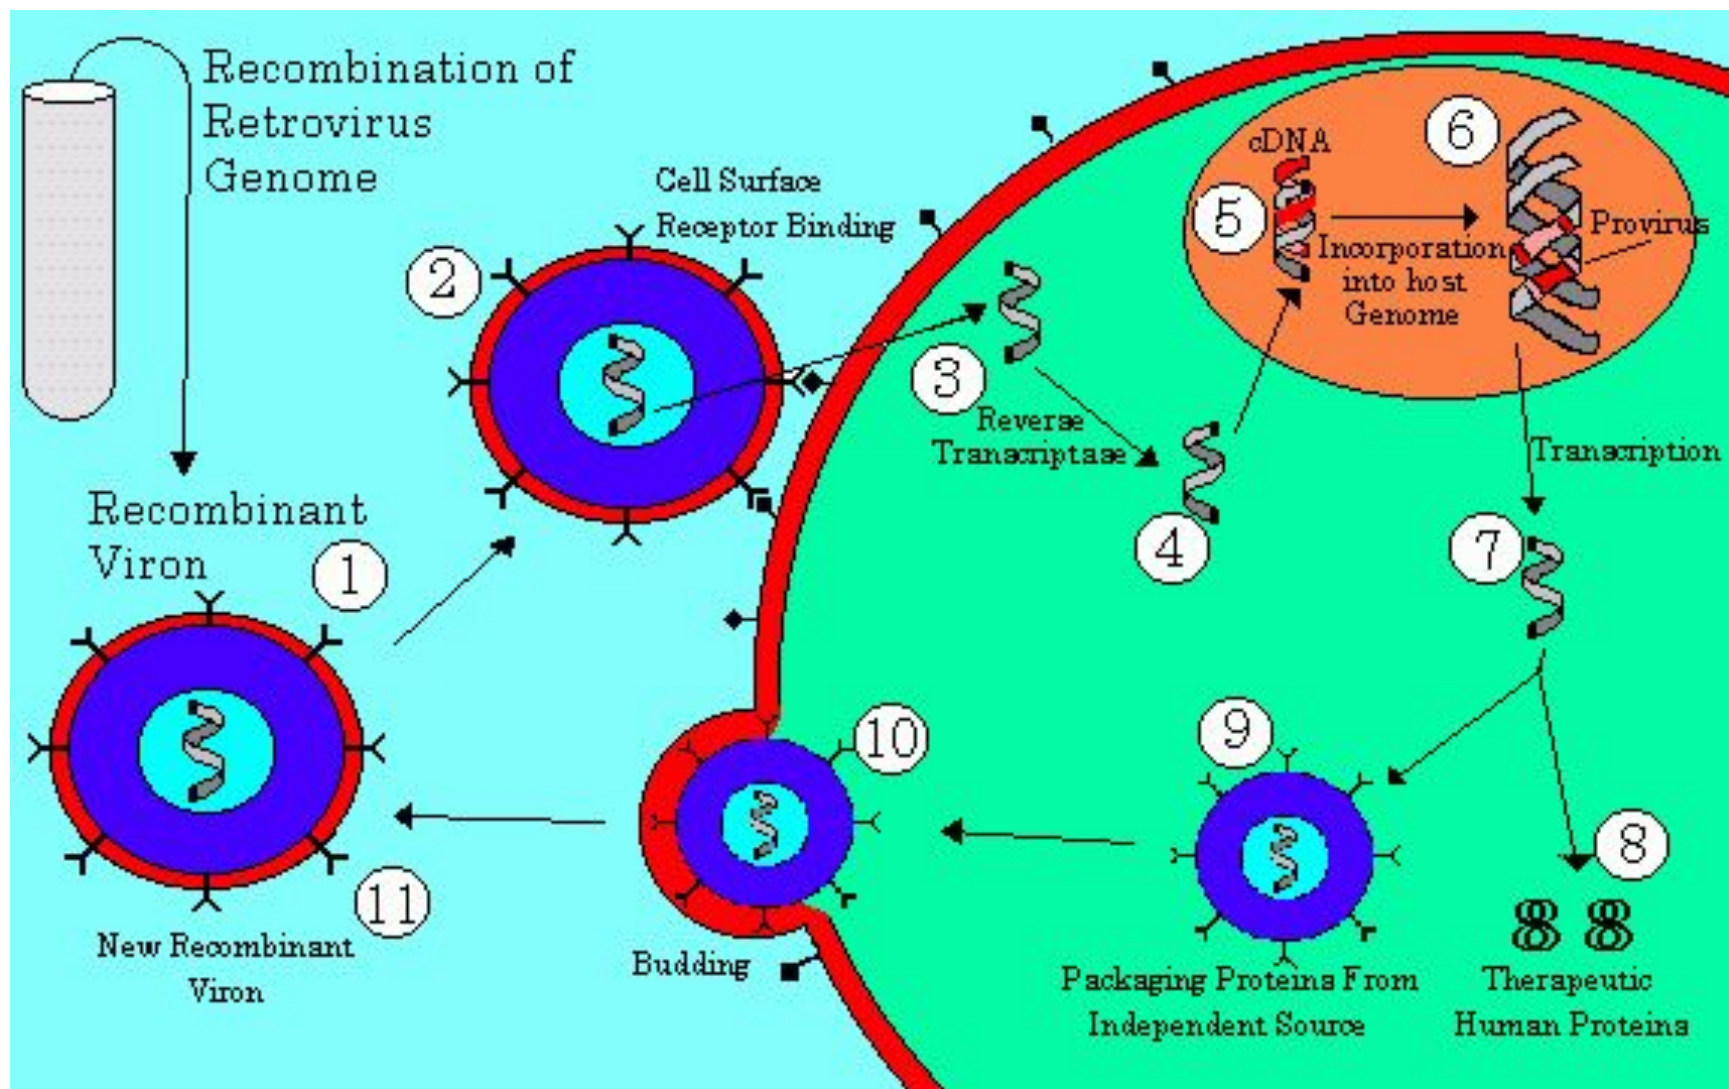 Recombination of
Retrovirus
Genome
Cell Surface
Receptor Binding
2
Recombinant
Viron
1
3
Reverse
Transcriptase
4
cDNA
5
6
Incorporation
into host
Genome
Provirus
Transcription
7
8
Therapeutic
Human Proteins
9
Packaging Proteins From
Independent Source
10
Budding
11
New Recombinant
Viron